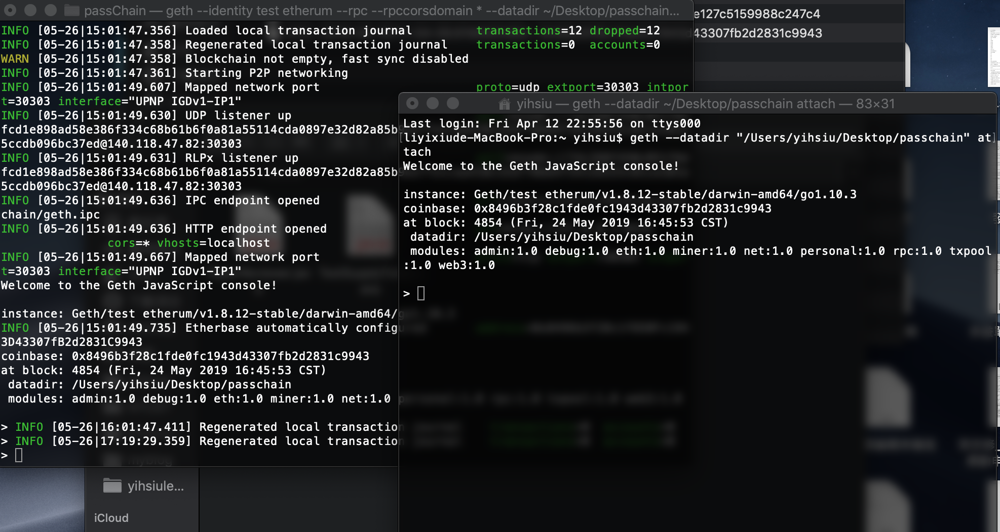 passChain — geth --identity test etherum --rpc --rpccorsdomain * --datadir ~/Desktop/passchain...
INFO [05-26|15:01:47.356] Loaded local transaction journal transactions=12 dropped=12
INFO [05-26|15:01:47.358] Regenerated local transaction journal transactions=0 accounts=0
WARN [05-26|15:01:47.358] Blockchain not empty, fast sync disabled
INFO [05-26|15:01:47.361] Starting P2P networking
INFO [05-26|15:01:49.607] Mapped network port proto=udp extport=30303 intpor
t=30303 interface="UPNP IGDv1-IP1"
INFO [05-26|15:01:49.630] UDP listener up
fcd1e898ad58e386f334c68b61b6f0a81a55114cda0897e32d82a85b
5ccdb096bc37ed@140.118.47.82:30303
INFO [05-26|15:01:49.631] RLPx listener up
fcd1e898ad58e386f334c68b61b6f0a81a55114cda0897e32d82a85b
5ccdb096bc37ed@140.118.47.82:30303
INFO [05-26|15:01:49.636] IPC endpoint opened
chain/geth.ipc
INFO [05-26|15:01:49.636] HTTP endpoint opened
cors=* vhosts=localhost
INFO [05-26|15:01:49.667] Mapped network port
t=30303 interface="UPNP IGDv1-IP1"
Welcome to the Geth JavaScript console!
instance: Geth/test etherum/v1.8.12-stable/darwin-amd64/
INFO [05-26|15:01:49.735] Etherbase automatically config
3D43307fB2d2831C9943
coinbase: 0x8496b3f28c1fde0fc1943d43307fb2d2831c9943
at block: 4854 (Fri, 24 May 2019 16:45:53 CST)
datadir: /Users/yihsiu/Desktop/passchain
modules: admin:1.0 debug:1.0 eth:1.0 miner:1.0 net:1.0
> INFO [05-26|16:01:47.411] Regenerated local transaction
> INFO [05-26|17:19:29.359] Regenerated local transaction
>
e127c5159988c247c4
43307fb2d2831c9943
yihsiu — geth --datadir ~/Desktop/passchain attach — 83×31
Last login: Fri Apr 12 22:55:56 on ttys000
[liyixiude-MacBook-Pro:~ yihsiu$ geth --datadir "/Users/yihsiu/Desktop/passchain" at]
tach
Welcome to the Geth JavaScript console!
instance: Geth/test etherum/v1.8.12-stable/darwin-amd64/go1.10.3
coinbase: 0x8496b3f28c1fde0fc1943d43307fb2d2831c9943
at block: 4854 (Fri, 24 May 2019 16:45:53 CST)
datadir: /Users/yihsiu/Desktop/passchain
modules: admin:1.0 debug:1.0 eth:1.0 miner:1.0 net:1.0 personal:1.0 rpc:1.0 txpool
:1.0 web3:1.0
>
yihsiule...
iCloud